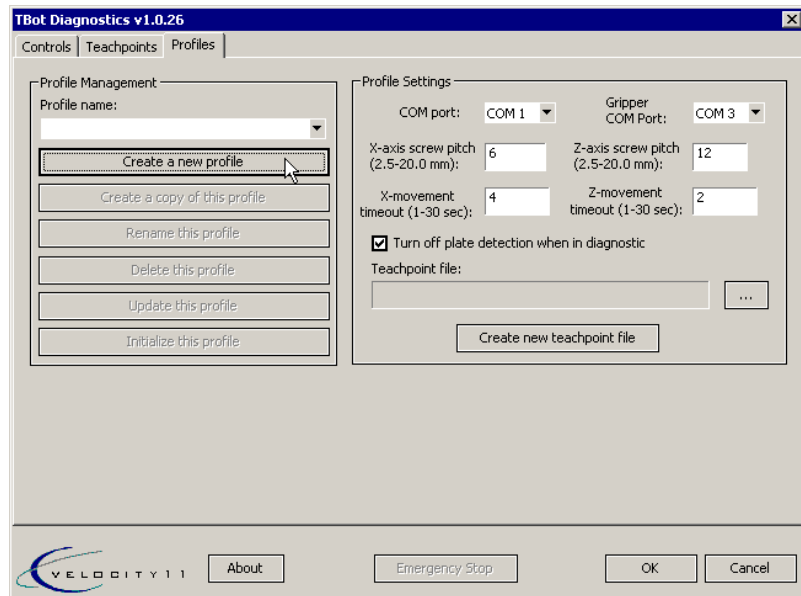 TBot Diagnostics v1.0.26
Controls
Teachpoints
Profiles
Profile Management
Profile name:
Create a new profile
Create a copy of this profile
Rename this profile
Delete this profile
Update this profile
Initialize this profile
Profile Settings
COM port:
COM 1
Gripper
COM Port:
COM 3
X-axis screw pitch
(2.5-20.0 mm):
6
Z-axis screw pitch
(2.5-20.0 mm):
12
X-movement
timeout (1-30 sec):
4
Z-movement
timeout (1-30 sec):
2
Turn off plate detection when in diagnostic
Teachpoint file:
...
Create new teachpoint file
VELOCITY11
About
Emergency Stop
OK
Cancel